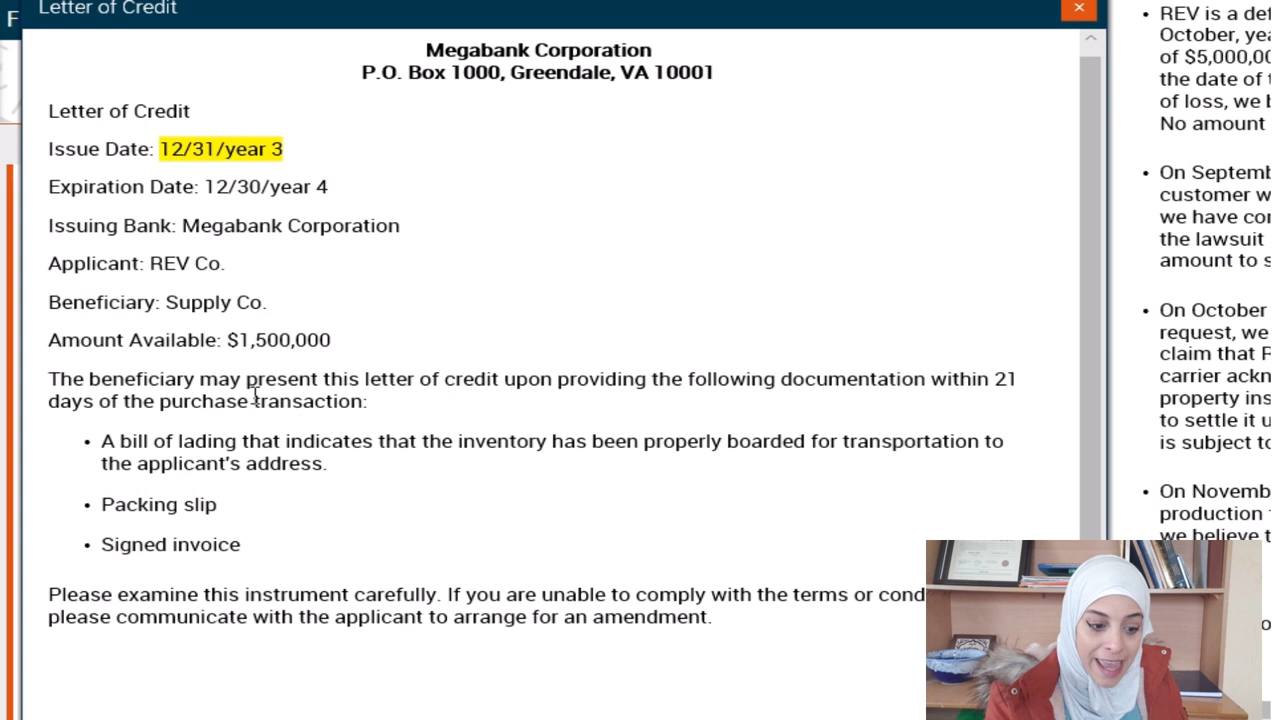 F
Letter of Credit
Megabank Corporation
P.O. Box 1000, Greendale, VA 10001
Letter of Credit
Issue Date: 12/31/year 3
Expiration Date: 12/30/year 4
Issuing Bank: Megabank Corporation
Applicant: REV Co.
Beneficiary: Supply Co.
Amount Available: $1,500,000
The beneficiary may present this letter of credit upon providing the following documentation within 21
days of the purchase transaction:
• A bill of lading that indicates that the inventory has been properly boarded for transportation to
the applicant's address.
• Packing slip
• Signed invoice
Please examine this instrument carefully. If you are unable to comply with the terms or cond
please communicate with the applicant to arrange for an amendment.
• REV is a def
October, yea
of $5,000,00
the date of
of loss, we b
No amount
• On Septemb
customer w
we have cor
the lawsuit
amount to s
• On October
request, we
claim that F
carrier ackn
property ins
to settle it u
is subject to
• On Novemb
production
we believe t